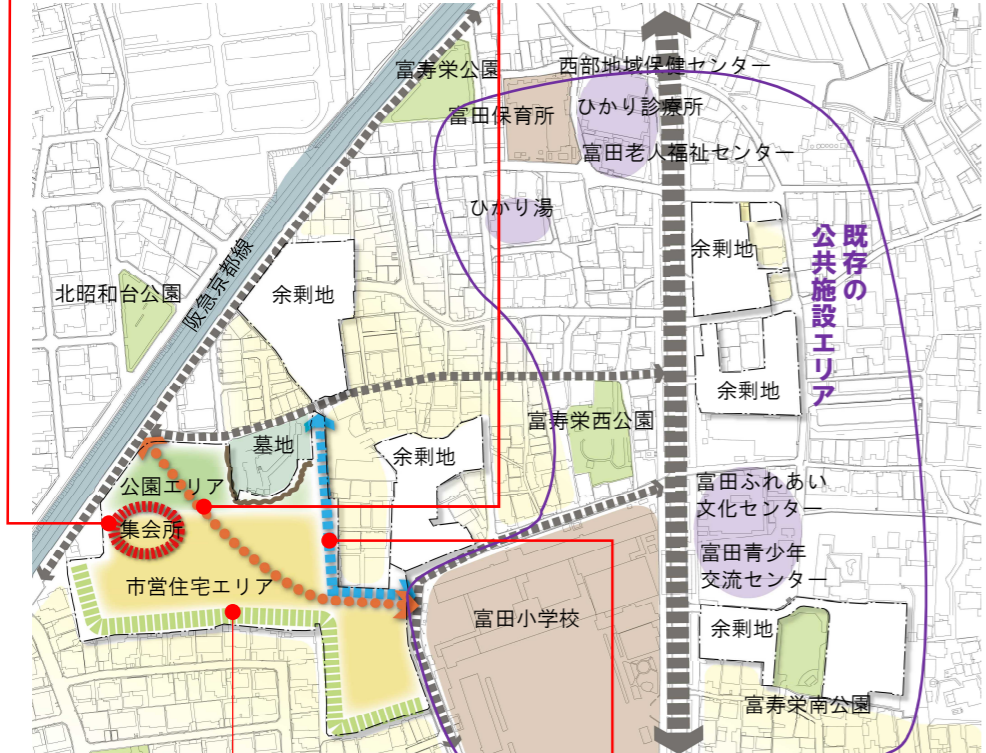 富寿栄公園
西部地域保健センター
富田保育所
ひかり診療所
富田老人福祉センター
ひかり湯
既存の
公共施設エリア
余剰地
阪急京都線
北昭和台公園
余剰地
余剰地
富寿栄西公園
墓地
余剰地
公園エリア
集会所
富田ふれあい
文化センター
富田青少年
交流センター
市営住宅エリア
富田小学校
余剰地
富寿栄南公園